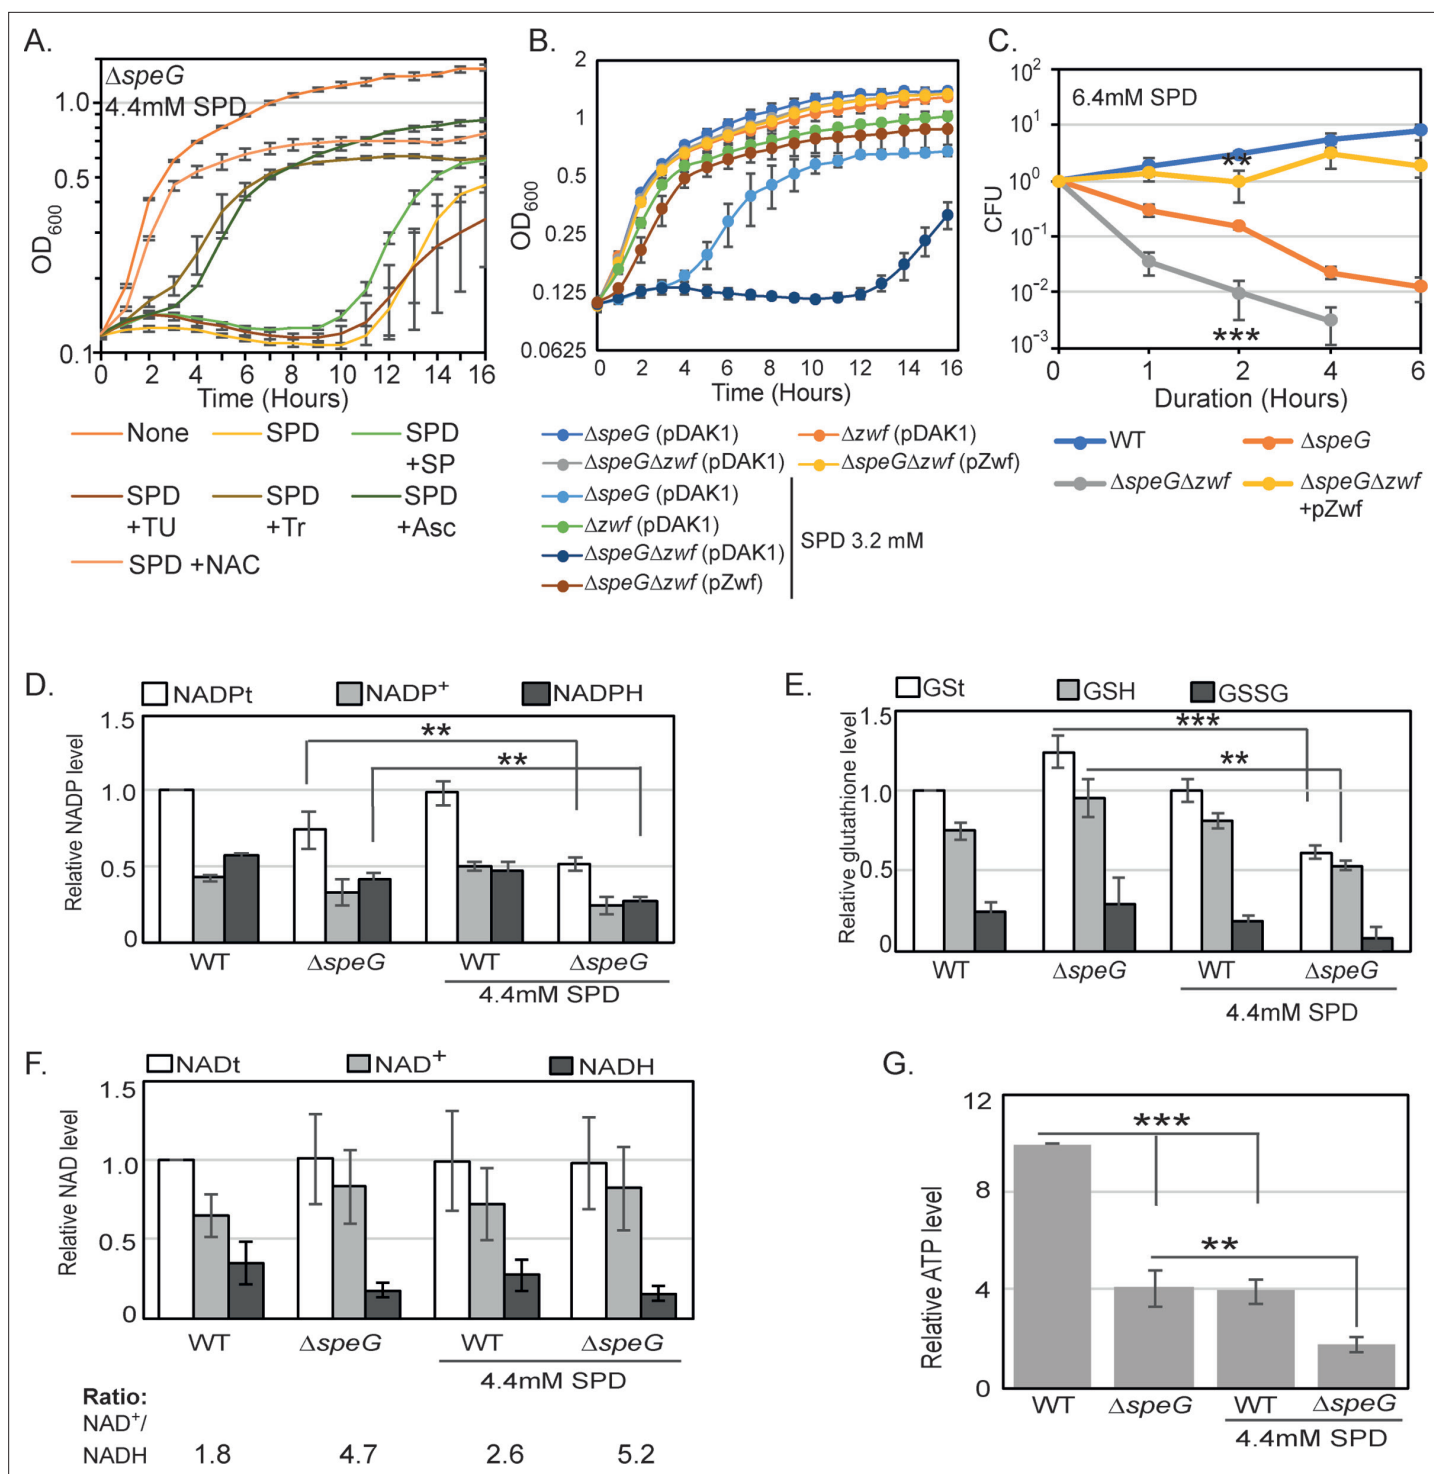 A.
ΔspeG
4.4mM SPD
1.0
0.5
0.1
OD600
0 2 4 6 8 10 12 14 16
Time (Hours)
None SPD SPD
+SP
SPD SPD SPD
+TU +Tr +Asc
SPD +NAC
B.
2
1
0.5
0.25
0.125
0.0625
OD600
0 2 4 6 8 10 12 14 16
Time (Hours)
ΔspeG (pDAK1) Δzwf (pDAK1)
ΔspeGΔzwf (pDAK1) ΔspeGΔzwf (pZwf)
ΔspeG (pDAK1)
Δzwf (pDAK1)
ΔspeGΔzwf (pDAK1)
ΔspeGΔzwf (pZwf)
SPD 3.2 mM
C.
6.4mM SPD
10^2
10^1
10^0
10^-1
10^-2
10^-3
CFU
**
***
0 1 2 4 6
Duration (Hours)
WT ΔspeG
ΔspeGΔzwf ΔspeGΔzwf
+pZwf
D.
NADPt NADP+ NADPH
1.5
1.0
0.5
0
Relative NADP level
**
**
WT ΔspeG WT ΔspeG
4.4mM SPD
E.
GSt GSH GSSG
1.5
1.0
0.5
0
Relative glutathione level
***
**
WT ΔspeG WT ΔspeG
4.4mM SPD
F.
NADt NAD+ NADH
1.5
1.0
0.5
0
Relative NAD level
WT ΔspeG WT ΔspeG
4.4mM SPD
Ratio:
NAD+/
NADH 1.8 4.7 2.6 5.2
G.
12
8
4
0
Relative ATP level
***
**
WT ΔspeG WT ΔspeG
4.4mM SPD